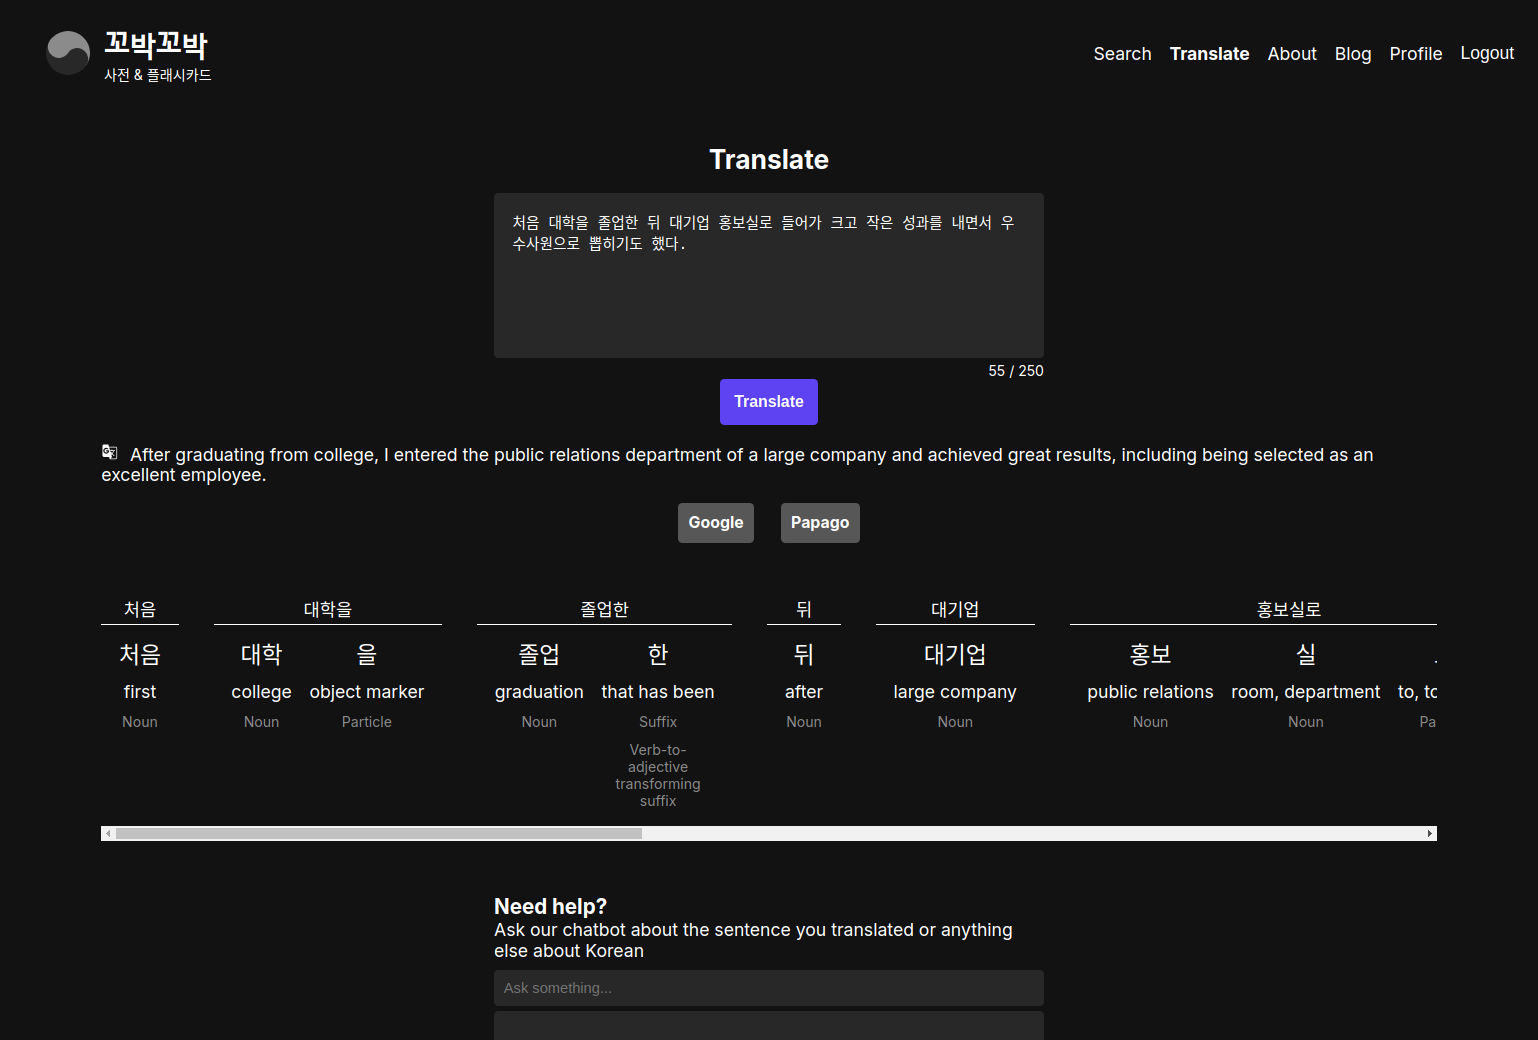 꼬박꼬박
사전 & 플래시카드
Search Translate About Blog Profile Logout
Translate
처음 대학을 졸업한 뒤 대기업 홍보실로 들어가 크고 작은 성과를 내면서 우
수사원으로 뽑히기도 했다.
55 / 250
Translate
After graduating from college, I entered the public relations department of a large company and achieved great results, including being selected as an
excellent employee.
Google Papago
처음 대학을 졸업한 뒤 대기업 홍보실로
처음 대학 을 졸업 한 뒤 대기업 홍보 실
first college object marker graduation that has been after large company public relations room, department to,
Noun Noun Particle Noun Suffix Noun Noun Noun Noun
Verb-to-
adjective
transforming
suffix
Need help?
Ask our chatbot about the sentence you translated or anything
else about Korean
Ask something...